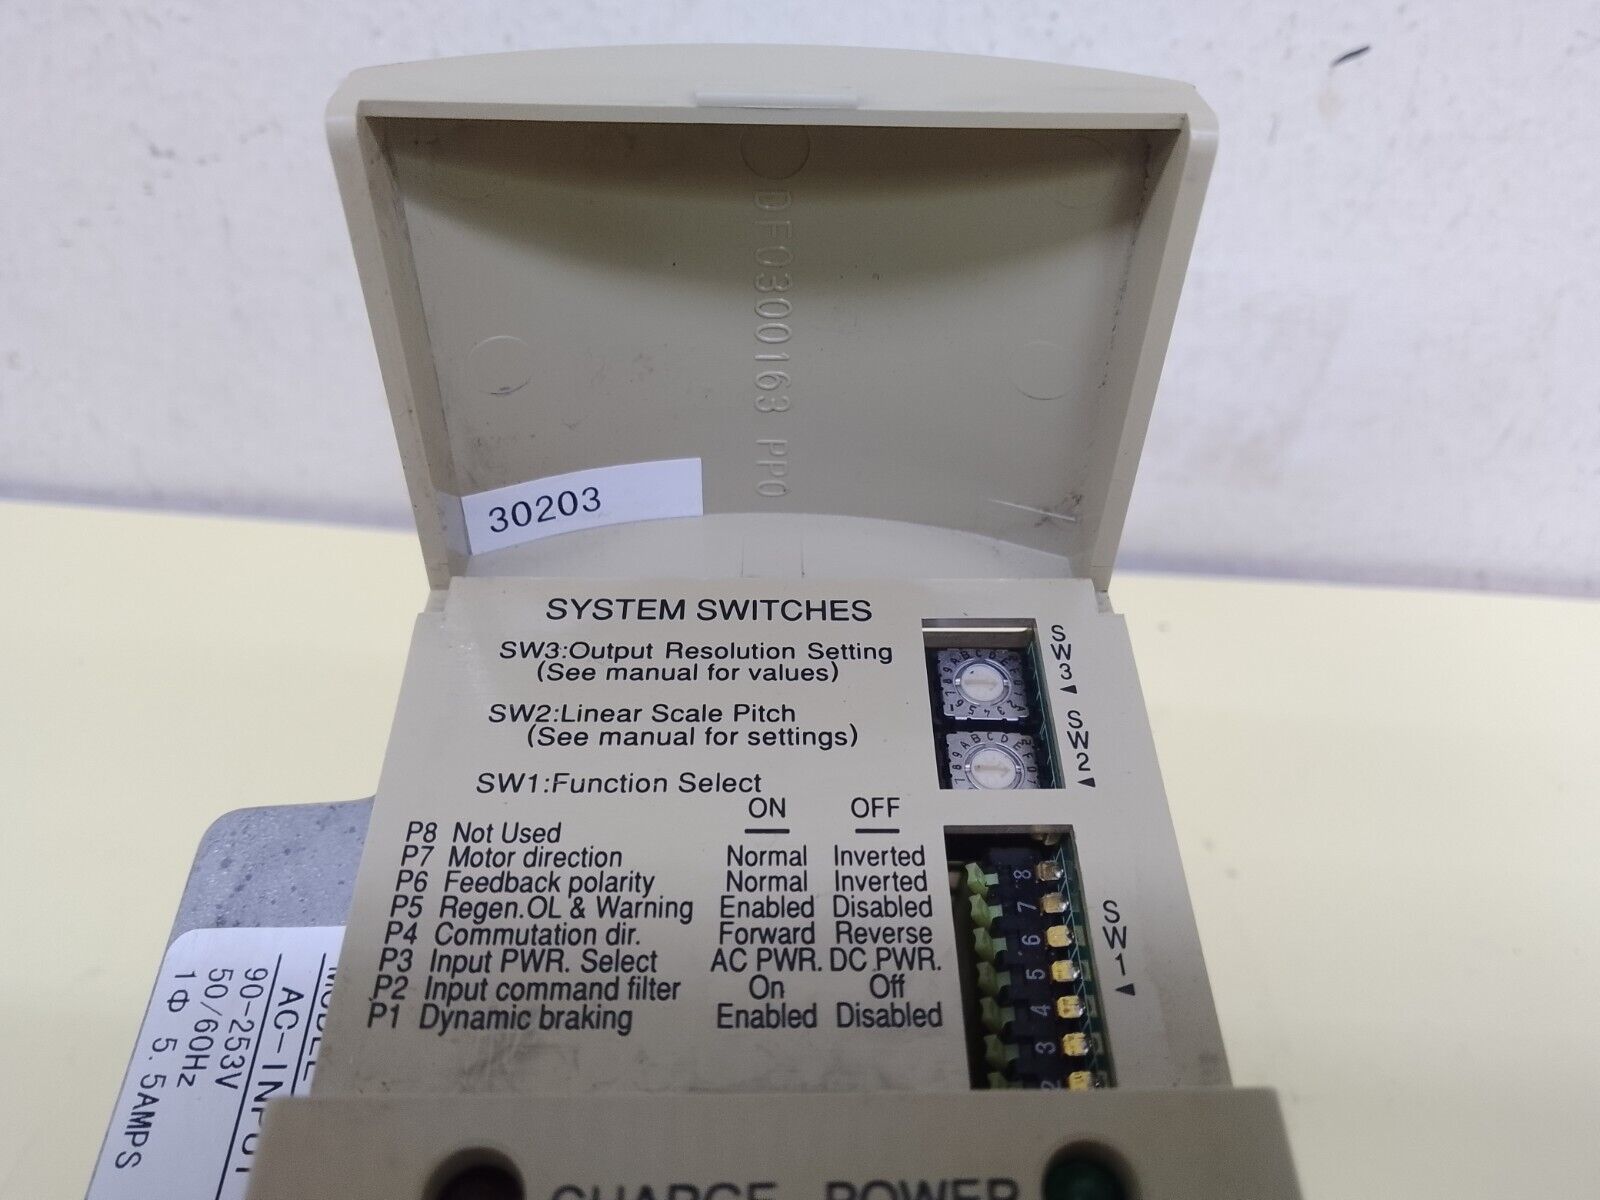 DF0300163 PP0
30203
SYSTEM SWITCHES
SW3:Output Resolution Setting
(See manual for values)
SW2:Linear Scale Pitch
(See manual for settings)
SW1:Function Select
ON OFF
P8 Not Used
P7 Motor direction Normal Inverted
P6 Feedback polarity Normal Inverted
P5 Regen.OL & Warning Enabled Disabled
P4 Commutation dir. Forward Reverse
P3 Input PWR. Select AC PWR. DC PWR.
P2 Input command filter On Off
P1 Dynamic braking Enabled Disabled
SW3
SW2
SW1
8
7
6
5
4
3
2
MODEL
AC-INPUT
90-253V
50/60Hz
1Φ 5.5AMPS
CHARGE POWER